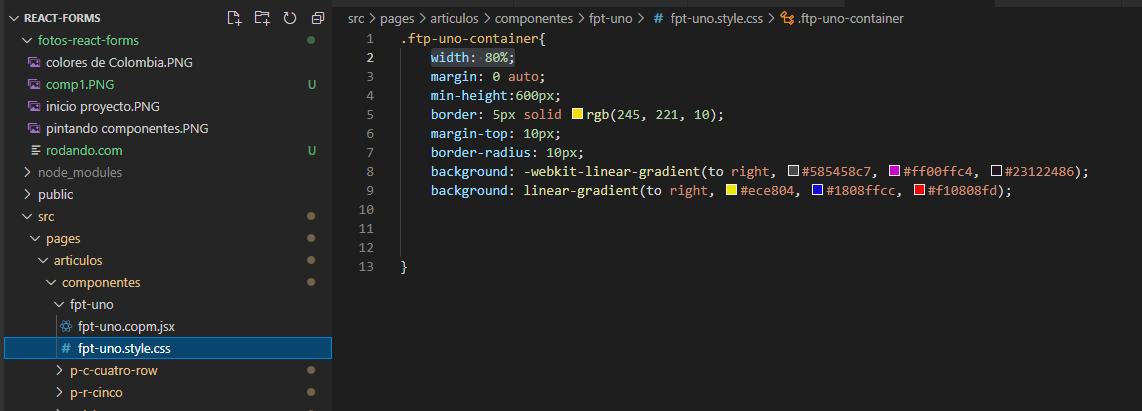 REACT-FORMS
fotos-react-forms
colores de Colombia.PNG
comp1.PNG U
inicio proyecto.PNG
pintando componentes.PNG
rodando.com U
node_modules
public
src
pages
articulos
componentes
fpt-uno
fpt-uno.copm.jsx
# fpt-uno.style.css
p-c-cuatro-row
p-r-cinco
src > pages > articulos > componentes > fpt-uno > # fpt-uno.style.css > .ftp-uno-container
1 .ftp-uno-container{
2 width: 80%;
3 margin: 0 auto;
4 min-height:600px;
5 border: 5px solid rgb(245, 221, 10);
6 margin-top: 10px;
7 border-radius: 10px;
8 background: -webkit-linear-gradient(to right, #585458c7, #ff00ffc4, #23122486);
9 background: linear-gradient(to right, #ece804, #1808ffcc, #f10808fd);
10
11
12
13 }